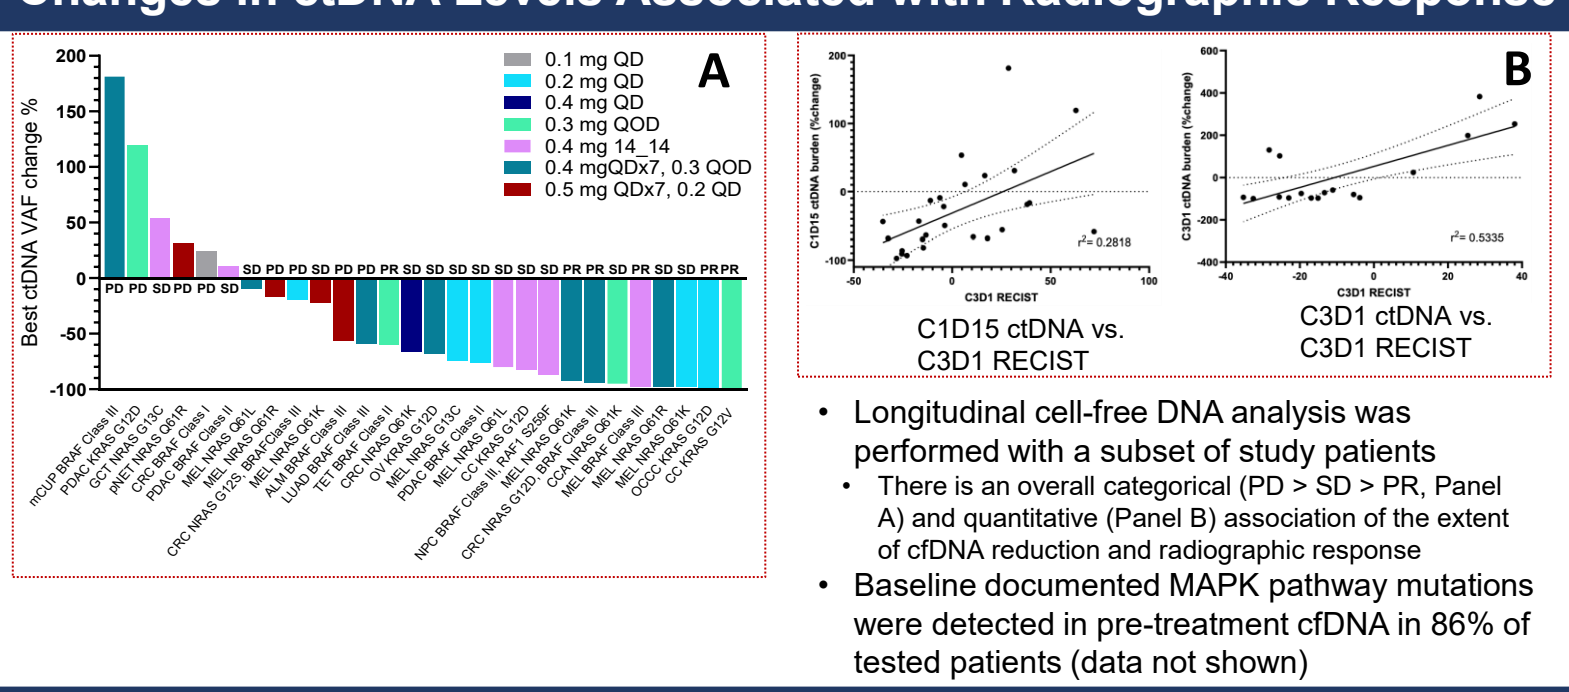 Changes in ctDNA Levels Associated with Radiographic Response
A
Best ctDNA VAF change %
200
150
100
50
0
-50
-100
0.1 mg QD
0.2 mg QD
0.4 mg QD
0.3 mg QOD
0.4 mg 14_14
0.4 mgQDx7, 0.3 QOD
0.5 mg QDx7, 0.2 QD
SD PD PD SD PD PD PR SD SD SD SD SD SD SD PR PR SD PR SD SD PR PR
PD PD SD PD PD SD
mCUP BRAF Class III
PDAC KRAS G12D
GCT NRAS G13C
pNET NRAS Q61R
CRC BRAF Class I
PDAC BRAF Class II
MEL NRAS Q61L
MEL NRAS Q61R
CRC NRAS G12S, BRAFClass III
MEL NRAS Q61K
ALM BRAF Class III
LUAD BRAF Class III
TET BRAF Class II
CRC NRAS Q61K
OV KRAS G12D
MEL NRAS G13C
PDAC BRAF Class II
MEL NRAS Q61L
CC KRAS G12D
NPC BRAF Class III, RAF1 S259F
MEL NRAS Q61K
CRC NRAS G12D, BRAF Class III
CCA NRAS Q61K
MEL BRAF Class III
MEL NRAS Q61R
MEL NRAS Q61K
OCCC KRAS G12D
CC KRAS G12V
B
C1D15 ctDNA burden (%change)
200
100
0
-100
-50
0
50
100
r²= 0.2818
C3D1 RECIST
C1D15 ctDNA vs.
C3D1 RECIST
C3D1 ctDNA burden (%change)
600
400
200
0
-200
-400
-40
-20
0
20
40
r²= 0.5335
C3D1 RECIST
C3D1 ctDNA vs.
C3D1 RECIST
• Longitudinal cell-free DNA analysis was
performed with a subset of study patients
• There is an overall categorical (PD > SD > PR, Panel
A) and quantitative (Panel B) association of the extent
of cfDNA reduction and radiographic response
• Baseline documented MAPK pathway mutations
were detected in pre-treatment cfDNA in 86% of
tested patients (data not shown)